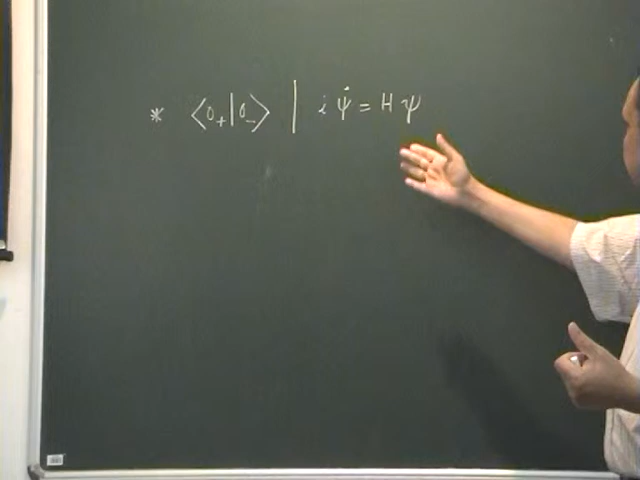 * ⟨0₊|0₋⟩ | i ψ̇ = H ψ